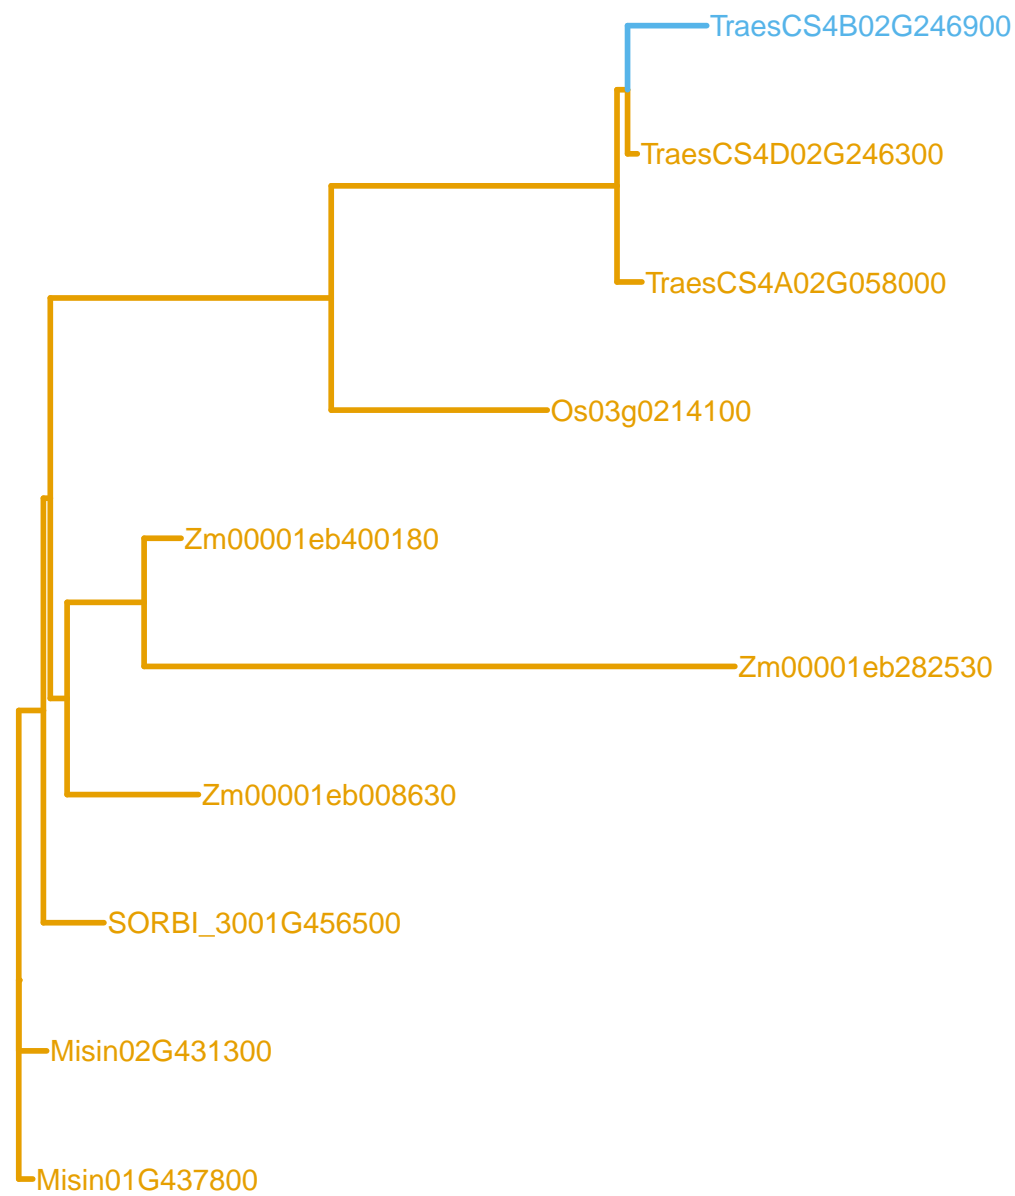 TraesCS4B02G246900
TraesCS4D02G246300
TraesCS4A02G058000
Os03g0214100
Zm00001eb400180
Zm00001eb282530
Zm00001eb008630
SORBI_3001G456500
Misin02G431300
Misin01G437800